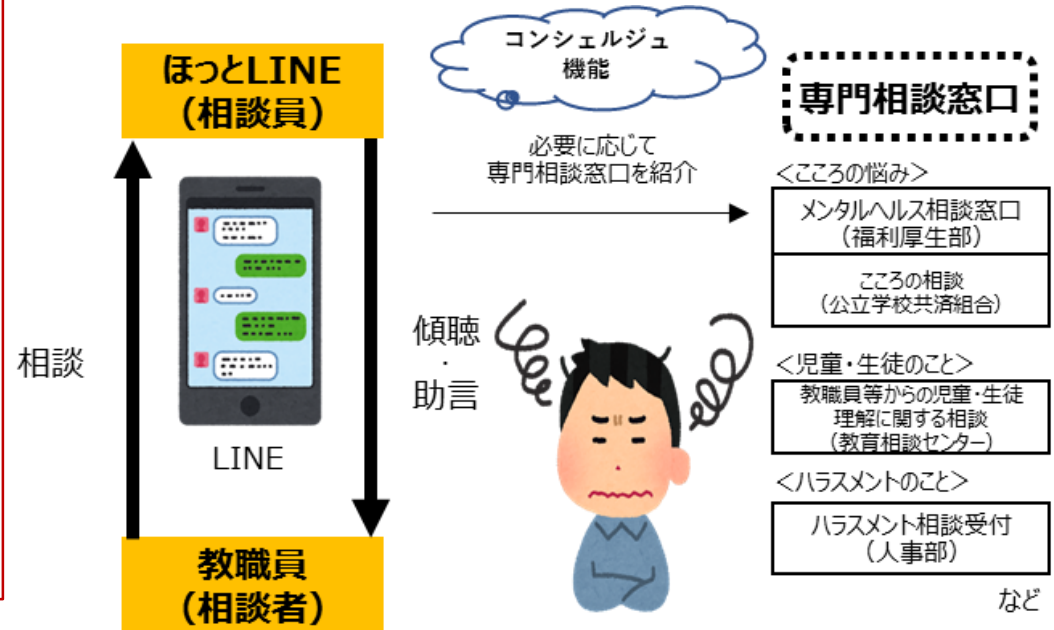 ほっとLINE
（相談員）
コンシェルジュ
機能
専門相談窓口
必要に応じて
専門相談窓口を紹介
＜こころの悩み＞
メンタルヘルス相談窓口
（福利厚生部）
こころの相談
（公立学校共済組合）
相談
傾聴
・
助言
LINE
＜児童・生徒のこと＞
教職員等からの児童・生徒
理解に関する相談
（教育相談センター）
＜ハラスメントのこと＞
ハラスメント相談受付
（人事部）
教職員
（相談者）
など